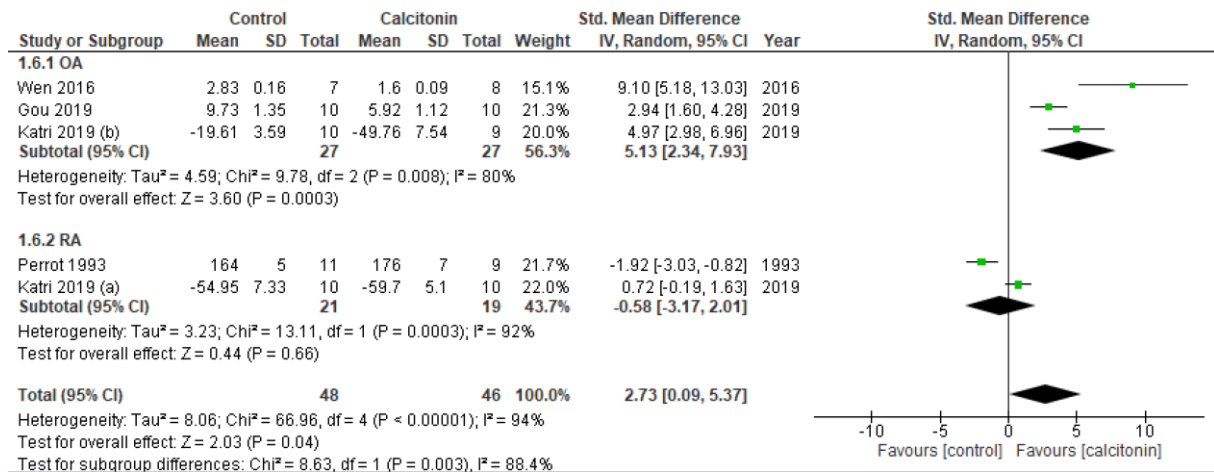 Control Calcitonin Std. Mean Difference Std. Mean Difference
Study or Subgroup Mean SD Total Mean SD Total Weight IV, Random, 95% CI Year IV, Random, 95% CI
1.6.1 OA
Wen 2016 2.83 0.16 7 1.6 0.09 8 15.1% 9.10 [5.18, 13.03] 2016
Gou 2019 9.73 1.35 10 5.92 1.12 10 21.3% 2.94 [1.60, 4.28] 2019
Katri 2019 (b) -19.61 3.59 10 -49.76 7.54 9 20.0% 4.97 [2.98, 6.96] 2019
Subtotal (95% CI) 27 27 56.3% 5.13 [2.34, 7.93]
Heterogeneity: Tau² = 4.59; Chi² = 9.78, df = 2 (P = 0.008); I² = 80%
Test for overall effect: Z = 3.60 (P = 0.0003)
1.6.2 RA
Perrot 1993 164 5 11 176 7 9 21.7% -1.92 [-3.03, -0.82] 1993
Katri 2019 (a) -54.95 7.33 10 -59.7 5.1 10 22.0% 0.72 [-0.19, 1.63] 2019
Subtotal (95% CI) 21 19 43.7% -0.58 [-3.17, 2.01]
Heterogeneity: Tau² = 3.23; Chi² = 13.11, df = 1 (P = 0.0003); I² = 92%
Test for overall effect: Z = 0.44 (P = 0.66)
Total (95% CI) 48 46 100.0% 2.73 [0.09, 5.37]
Heterogeneity: Tau² = 8.06; Chi² = 66.96, df = 4 (P < 0.00001); I² = 94%
Test for overall effect: Z = 2.03 (P = 0.04)
Test for subgroup differences: Chi² = 8.63, df = 1 (P = 0.003), I² = 88.4%
-10 -5 0 5 10
Favours [control] Favours [calcitonin]